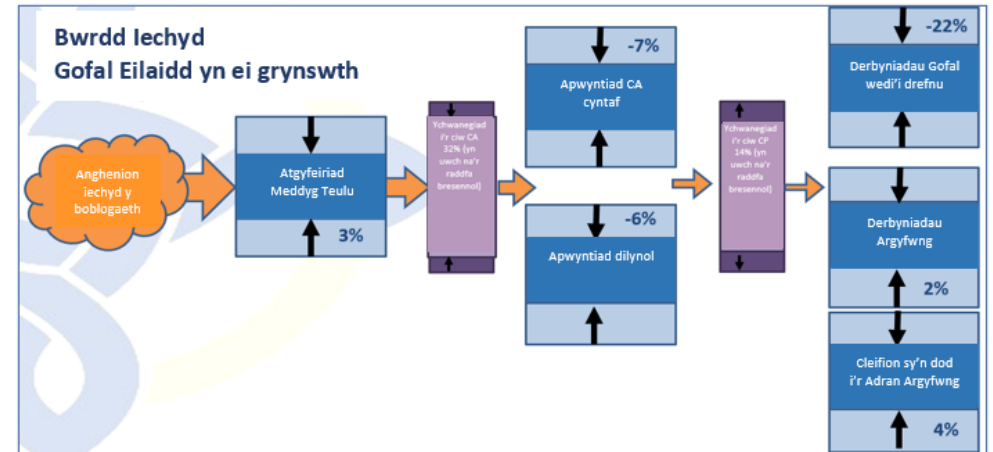 Bwrdd Iechyd
Gofal Eilaidd yn ei grynswth
Anghenion
iechyd y
boblogaeth
Atgyfeiriad
Meddyg Teulu
3%
Ychwanegiad
i'r ciw CA
32% (yn
uwch na'r
raddfa
bresennol)
-7%
Apwyntiad CA
cyntaf
-6%
Apwyntiad dilynol
Ychwanegiad
i'r ciw CP
14% (yn
uwch na'r
raddfa
bresennol)
-22%
Derbyniadau Gofal
wedi'i drefnu
Derbyniadau
Argyfwng
2%
Cleifion sy'n dod
i'r Adran Argyfwng
4%